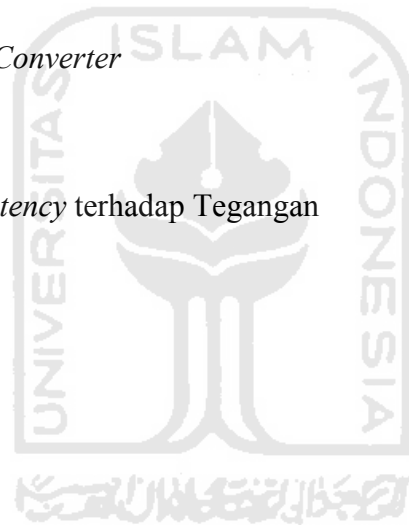 ISLAM
Converter
UNIVERSITAS
INDONESIA
tency terhadap Tegangan